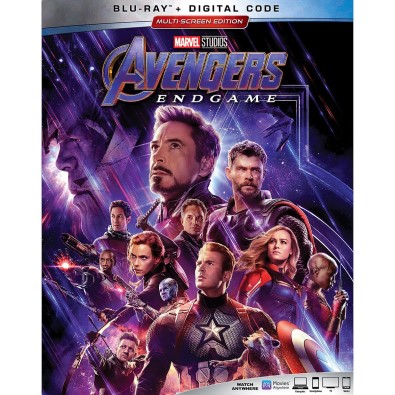 BLU-RAY™ + DIGITAL CODE
MULTI-SCREEN EDITION
MARVEL STUDIOS
AVENGERS
ENDGAME
WATCH
ANYWHERE
Movies
Anywhere